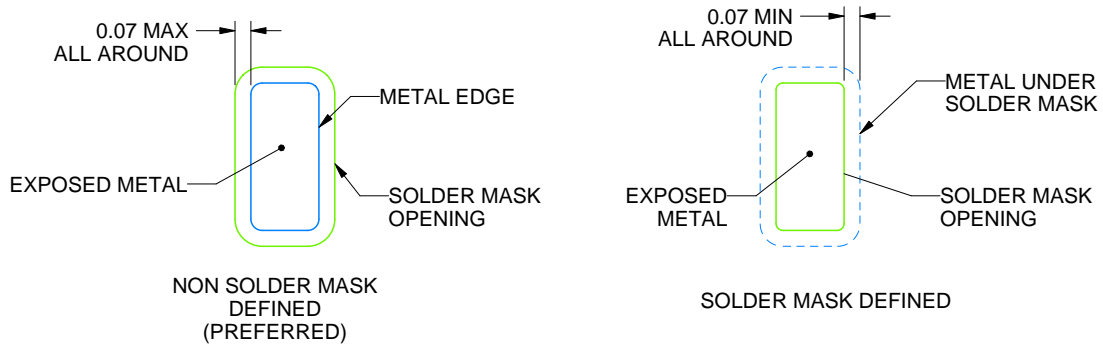 0.07 MAX
ALL AROUND
METAL EDGE
EXPOSED METAL
SOLDER MASK
OPENING
NON SOLDER MASK
DEFINED
(PREFERRED)
0.07 MIN
ALL AROUND
METAL UNDER
SOLDER MASK
EXPOSED
METAL
SOLDER MASK
OPENING
SOLDER MASK DEFINED